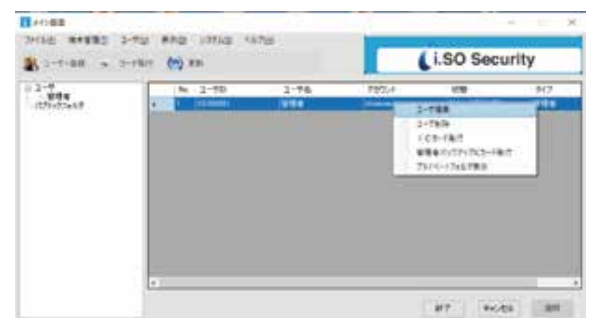 メイン画面
ファイル(F) 端末管理(T) ユーザ(U) 表示(V) システム(S) ヘルプ(H)
ユーザー登録 カード発行 更新
i.SO Security
ユーザ
管理者
パブリックフォルダ
No ユーザID ユーザ名 アカウント 状態 タイプ
1 管理者 管理者
ユーザ編集
ユーザ削除
ICカード発行
管理者バックアップICカード発行
プライベートフォルダ表示
終了 キャンセル 適用